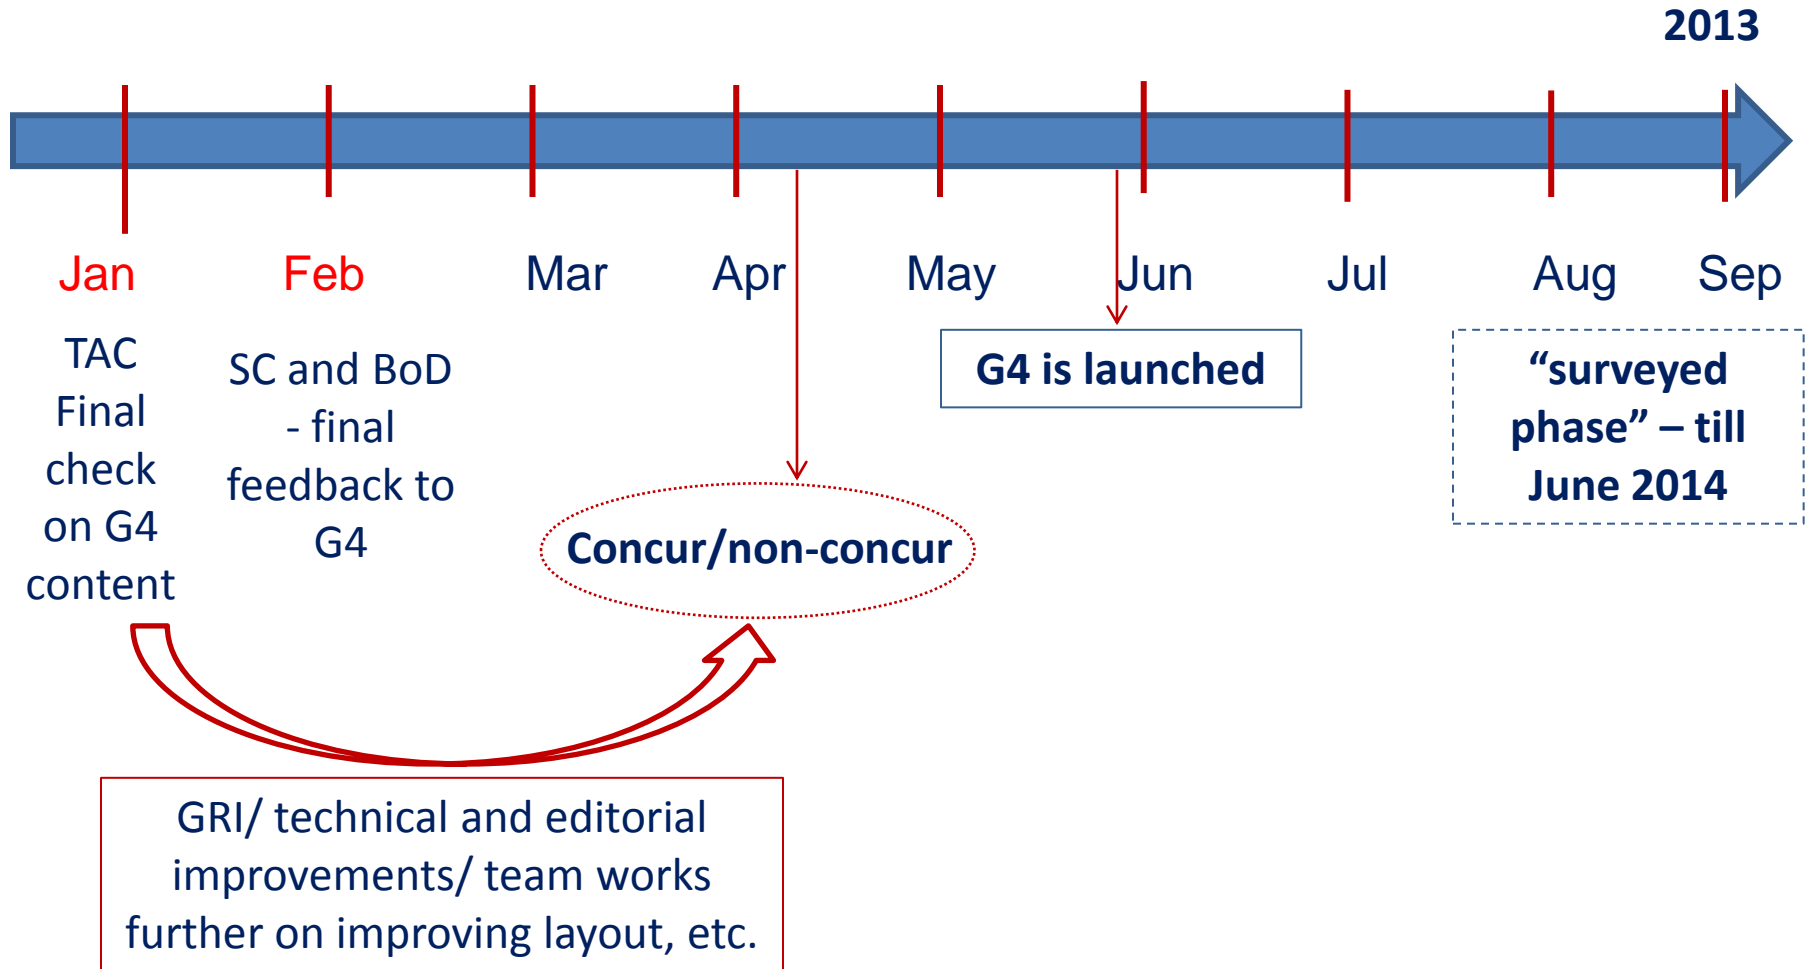 2013
Jan Feb Mar Apr May Jun Jul Aug Sep
TAC
Final
check
on G4
content
SC and BoD
- final
feedback to
G4
Concur/non-concur
G4 is launched
“surveyed
phase” – till
June 2014
GRI/ technical and editorial
improvements/ team works
further on improving layout, etc.